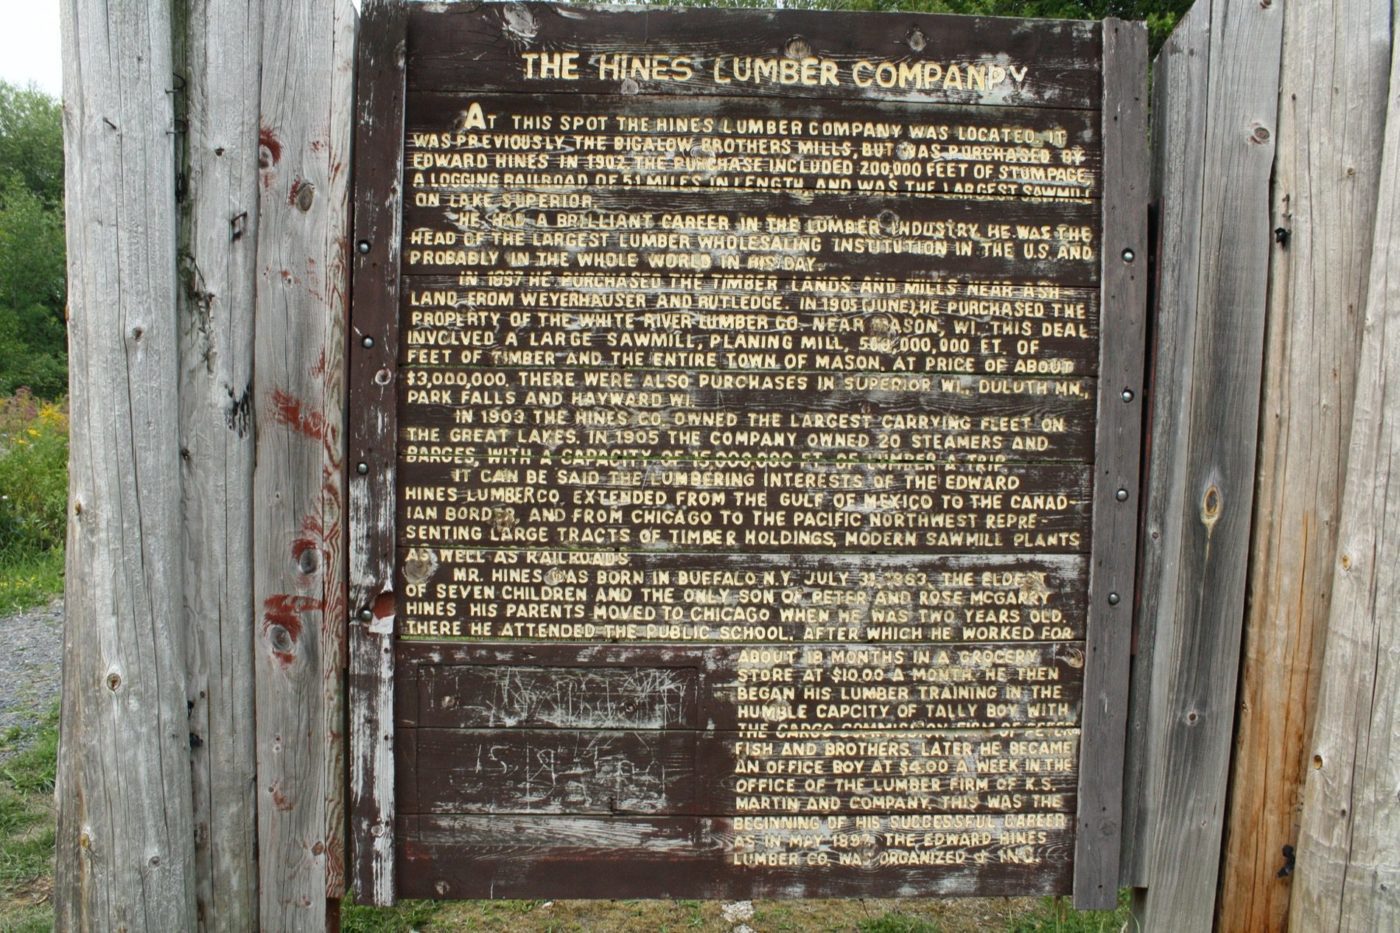 THE HINES LUMBER COMPANPY
AT THIS SPOT THE HINES LUMBER COMPANY WAS LOCATED. IT
WAS PREVIOUSLY THE BIGALOW BROTHERS MILLS, BUT WAS PURCHASED BY
EDWARD HINES IN 1902. THE PURCHASE INCLUDED 200,000 FEET OF STUMPAGE,
A LOGGING RAILROAD OF 51 MILES IN LENGTH, AND WAS THE LARGEST SAWMILL
ON LAKE SUPERIOR.
HE HAD A BRILLIANT CAREER IN THE LUMBER INDUSTRY. HE WAS THE
HEAD OF THE LARGEST LUMBER WHOLESALING INSTITUTION IN THE U.S. AND
PROBABLY IN THE WHOLE WORLD IN HIS DAY.
IN 1997 HE PURCHASED THE TIMBER LANDS AND MILLS NEAR ASH
LAND FROM WEYERHAUSER AND RUTLEDGE. IN 1905 (JUNE), HE PURCHASED THE
PROPERTY OF THE WHITE RIVER LUMBER CO. NEAR MASON, WI. THIS DEAL
INVOLVED A LARGE SAWMILL, PLANING MILL, 500,000,000 FT. OF
FEET OF TIMBER AND THE ENTIRE TOWN OF MASON, AT PRICE OF ABOUT
$3,000,000. THERE WERE ALSO PURCHASES IN SUPERIOR WI., DULUTH MN.,
PARK FALLS AND HAYWARD WI.
IN 1903 THE HINES CO. OWNED THE LARGEST CARRYING FLEET ON
THE GREAT LAKES. IN 1905 THE COMPANY OWNED 20 STEAMERS AND
BARGES, WITH A CAPACITY OF 15,000,000 FT. OF LUMBER A TRIP.
IT CAN BE SAID THE LUMBERING INTERESTS OF THE EDWARD
HINES LUMBER CO. EXTENDED FROM THE GULF OF MEXICO TO THE CANAD-
IAN BORDER AND FROM CHICAGO TO THE PACIFIC NORTHWEST REPRE-
SENTING LARGE TRACTS OF TIMBER HOLDINGS, MODERN SAWMILL PLANTS
AS WELL AS RAILROADS
MR. HINES WAS BORN IN BUFFALO N.Y. JULY 31, 1863. THE ELDEST
OF SEVEN CHILDREN AND THE ONLY SON OF PETER AND ROSE MCGARRY
HINES HIS PARENTS MOVED TO CHICAGO WHEN HE WAS TWO YEARS OLD.
THERE HE ATTENDED THE PUBLIC SCHOOL, AFTER WHICH HE WORKED FOR
ABOUT 18 MONTHS IN A GROCERY
STORE AT $10.00 A MONTH. HE THEN
BEGAN HIS LUMBER TRAINING IN THE
HUMBLE CAPCITY OF TALLY BOY WITH
THE CARGO COMMISSION FIRM OF PETER
FISH AND BROTHERS. LATER HE BECAME
AN OFFICE BOY AT $4.00 A WEEK IN THE
OFFICE OF THE LUMBER FIRM OF K.S.
MARTIN AND COMPANY. THIS WAS THE
BEGINNING OF HIS SUCCESSFUL CAREER
AS IN MAY 1892, THE EDWARD HINES
LUMBER CO. WAS ORGANIZED & INC.